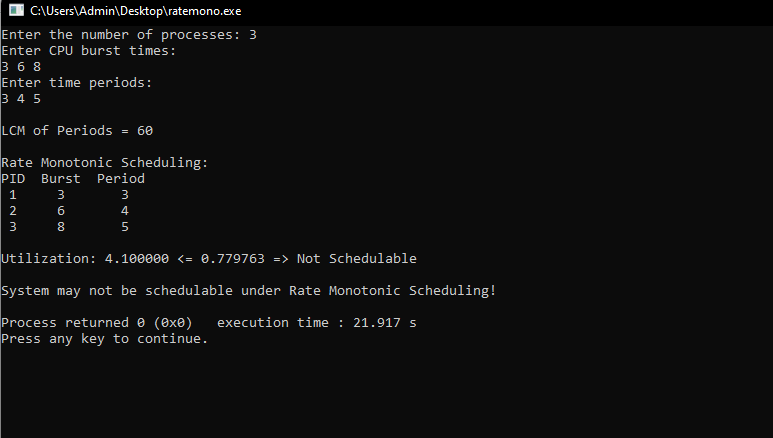 C:\Users\Admin\Desktop\ratemono.exe
Enter the number of processes: 3
Enter CPU burst times:
3 6 8
Enter time periods:
3 4 5
LCM of Periods = 60
Rate Monotonic Scheduling:
PID  Burst  Period
 1     3       3
 2     6       4
 3     8       5
Utilization: 4.100000 <= 0.779763 => Not Schedulable
System may not be schedulable under Rate Monotonic Scheduling!
Process returned 0 (0x0)   execution time : 21.917 s
Press any key to continue.